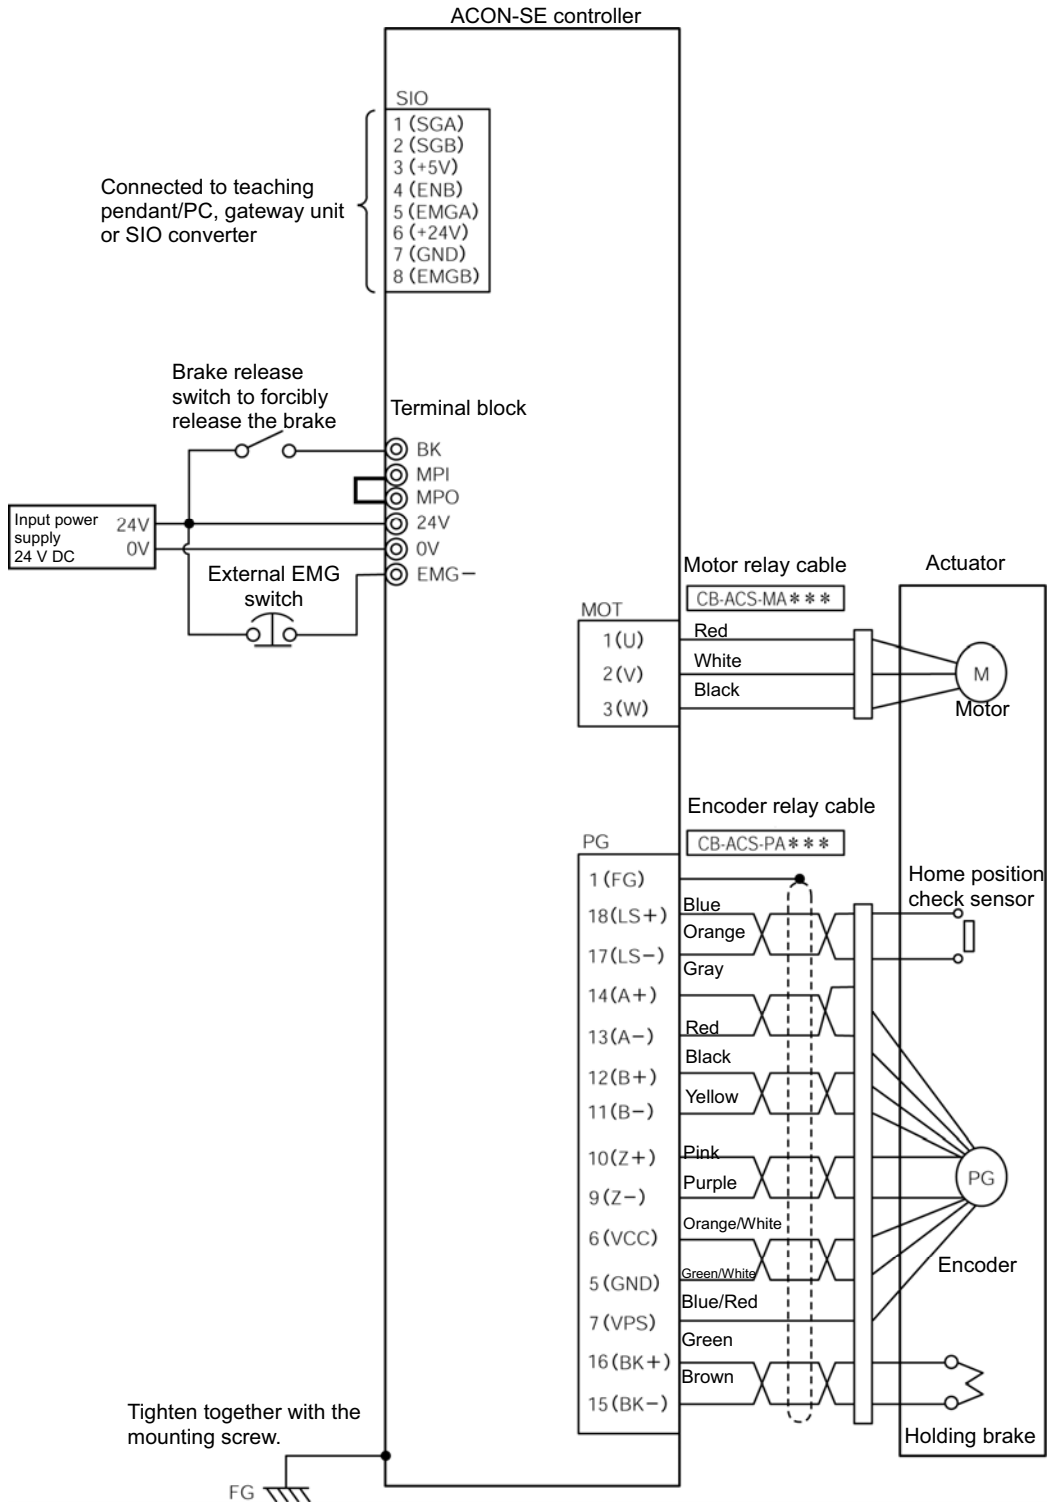 ACON-SE controller
SIO
1 (SGA)
2 (SGB)
3 (+5V)
4 (ENB)
5 (EMGA)
6 (+24V)
7 (GND)
8 (EMGB)
Connected to teaching
pendant/PC, gateway unit
or SIO converter
Brake release
switch to forcibly
release the brake
Terminal block
BK
MPI
MPO
24V
0V
EMG−
Input power
supply
24 V DC
24V
0V
External EMG
switch
Motor relay cable
CB-ACS-MA***
Actuator
MOT
1(U)
2(V)
3(W)
Red
White
Black
M
Motor
Encoder relay cable
CB-ACS-PA***
PG
1 (FG)
18(LS+)
17(LS−)
14(A+)
13(A−)
12(B+)
11(B−)
10(Z+)
9(Z−)
6(VCC)
5(GND)
7(VPS)
16(BK+)
15(BK−)
Blue
Orange
Gray
Red
Black
Yellow
Pink
Purple
Orange/White
Green/White
Blue/Red
Green
Brown
Home position
check sensor
PG
Encoder
Holding brake
Tighten together with the
mounting screw.
FG